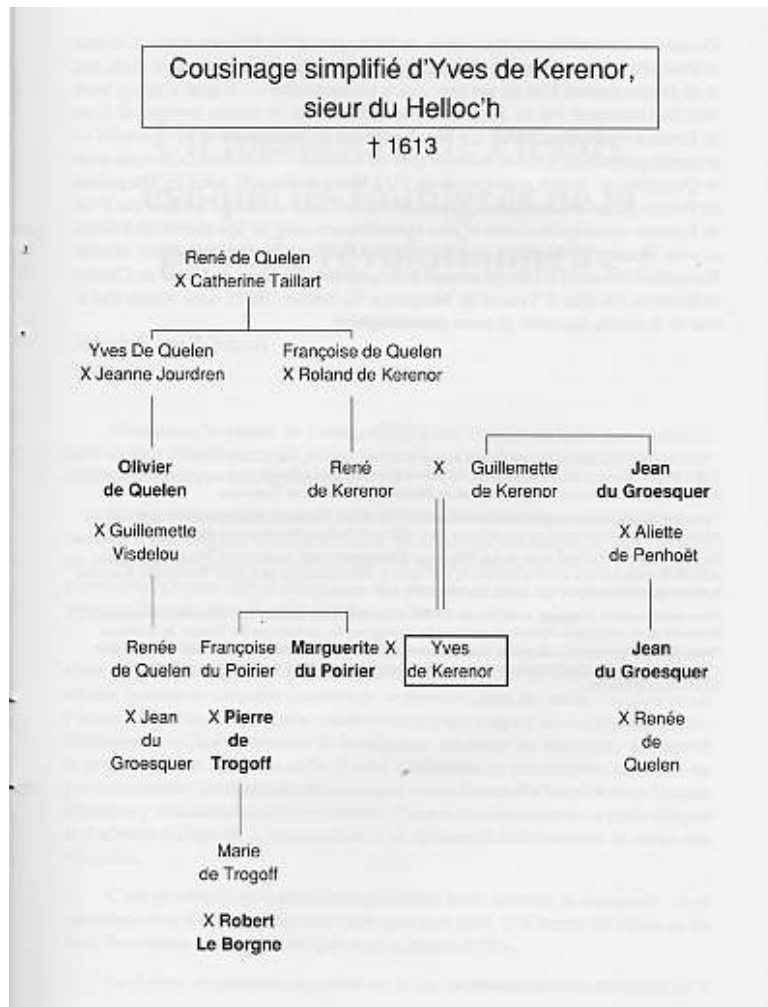 Cousinage simplifié d'Yves de Kerenor,
sieur du Helloc'h
† 1613
René de Quelen
X Catherine Taillart
Yves De Quelen
X Jeanne Jourdren
Françoise de Quelen
X Roland de Kerenor
Olivier
de Quelen
René
de Kerenor
X
Guillemette
de Kerenor
Jean
du Groesquer
X Guillemette
Visdelou
X Aliette
de Penhoët
Renée
de Quelen
Françoise
du Poirier
Marguerite X
du Poirier
Yves
de Kerenor
Jean
du Groesquer
X Jean
du
Groesquer
X Pierre
de
Trogoff
X Renée
de
Quelen
Marie
de Trogoff
X Robert
Le Borgne